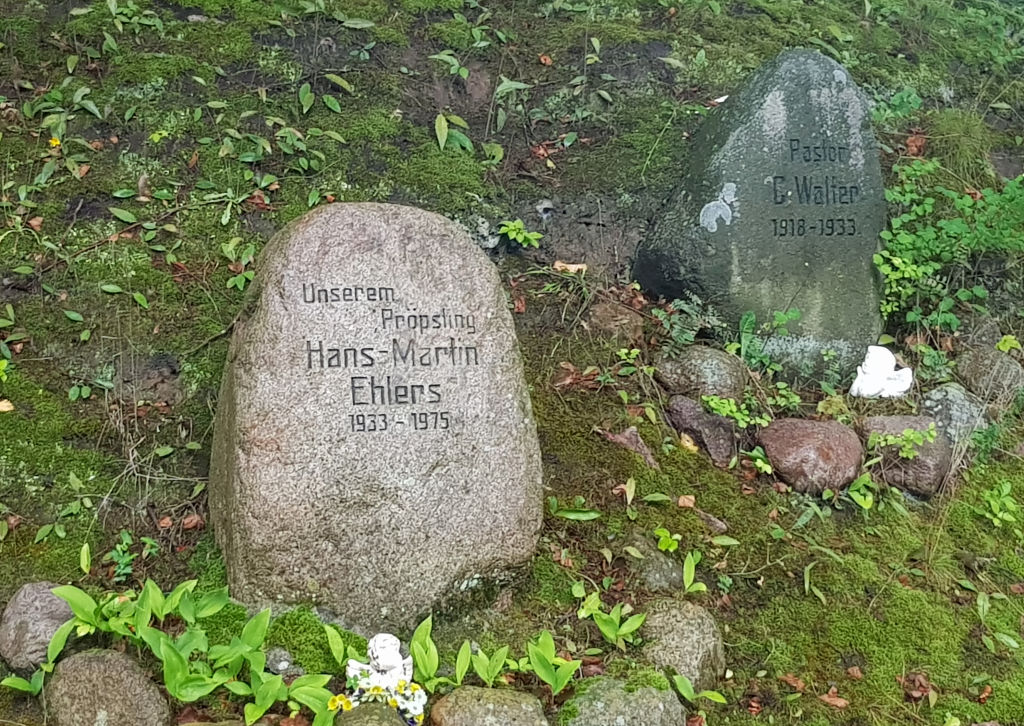 Unserem
Pröpsting
Hans-Martin
Ehlers
1933 - 1975
Pastor
G. Walter
1918 - 1933.